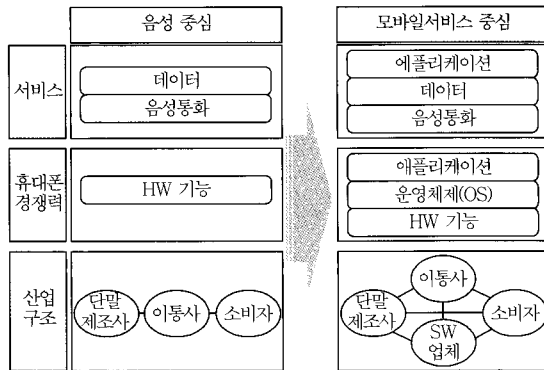 음성 중심
모바일서비스 중심
서비스
데이터
음성통화
에플리케이션
데이터
음성통화
휴대폰
경쟁력
HW 기능
애플리케이션
운영체제(OS)
HW 기능
산업
구조
단말
제조사
이통사
소비자
이통사
단말
제조사
소비자
SW
업체